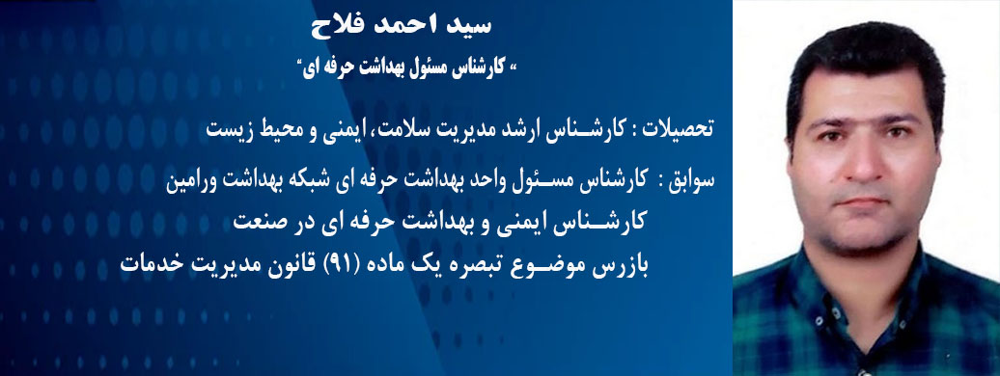 سید احمد فلاح
" کارشناس مسئول بهداشت حرفه ای"
تحصیلات : کارشــناس ارشد مدیریت سلامت، ایمنی و محیط زیست
سوابق : کارشناس مســئول واحد بهداشت حرفه ای شبکه بهداشت ورامین
کارشــناس ایمنی و بهداشت حرفه ای در صنعت
بازرس موضــوع تبصره یک ماده (۹۱) قانون مدیریت خدمات